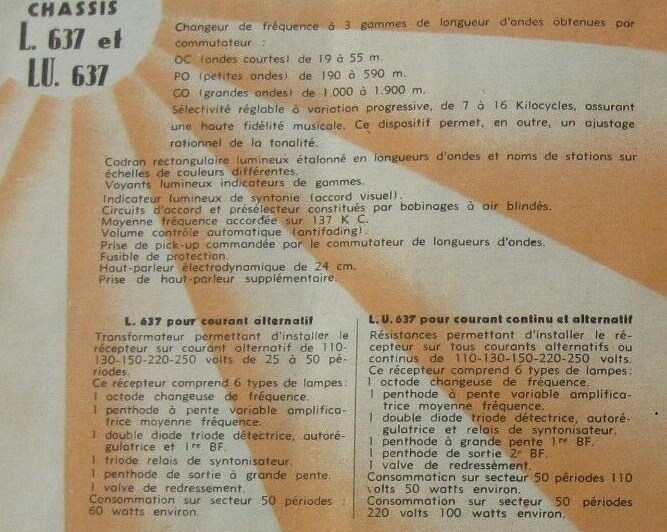 CHASSIS
L. 637 et
LU. 637
Changeur de fréquence à 3 gammes de longueur d'ondes obtenues par
commutateur :
OC (ondes courtes) de 19 à 55 m.
PO (petites ondes) de 190 à 590 m.
GO (grandes ondes) de 1.000 à 1.900 m.
Sélectivité réglable à variation progressive, de 7 à 16 Kilocycles, assurant
une haute fidélité musicale. Ce dispositif permet, en outre, un ajustage
rationnel de la tonalité.
Cadran rectangulaire lumineux étalonné en longueurs d'ondes et noms de stations sur
échelles de couleurs différentes.
Voyants lumineux indicateurs de gammes.
Indicateur lumineux de syntonie (accord visuel).
Circuits d'accord et présélecteur constitués par bobinages à air blindés.
Moyenne fréquence accordée sur 137 K C.
Volume contrôle automatique (antifading).
Prise de pick-up commandée par le commutateur de longueurs d'ondes.
Fusible de protection.
Haut-parleur électrodynamique de 24 cm.
Prise de haut-parleur supplémentaire.
L. 637 pour courant alternatif
Transformateur permettant d'installer le
récepteur sur courant alternatif de 110-
130-150-220-250 volts de 25 à 50 pé-
riodes.
Ce récepteur comprend 6 types de lampes:
1 octode changeuse de fréquence.
1 penthode à pente variable amplifica-
trice moyenne fréquence.
1 double diode triode détectrice, autoré-
gulatrice et 1re BF.
1 triode relais de syntonisateur.
1 penthode de sortie à grande pente.
1 valve de redressement.
Consommation sur secteur 50 périodes :
60 watts environ.
L. U. 637 pour courant continu et alternatif
Résistances permettant d'installer le ré-
cepteur sur tous courants alternatifs ou
continus de 110-130-150-220-250 volts.
Ce récepteur comprend 6 types de lampes:
1 octode changeuse de fréquence.
1 penthode à pente variable amplifica-
trice moyenne fréquence.
1 double diode triode détectrice, autoré-
gulatrice et relais de syntonisateur.
1 penthode à grande pente 1re BF.
1 penthode de sortie 2e BF.
1 valve de redressement.
Consommation sur secteur 50 périodes 110
volts 50 watts environ.
Consommation sur secteur 50 périodes
220 volts 100 watts environ.